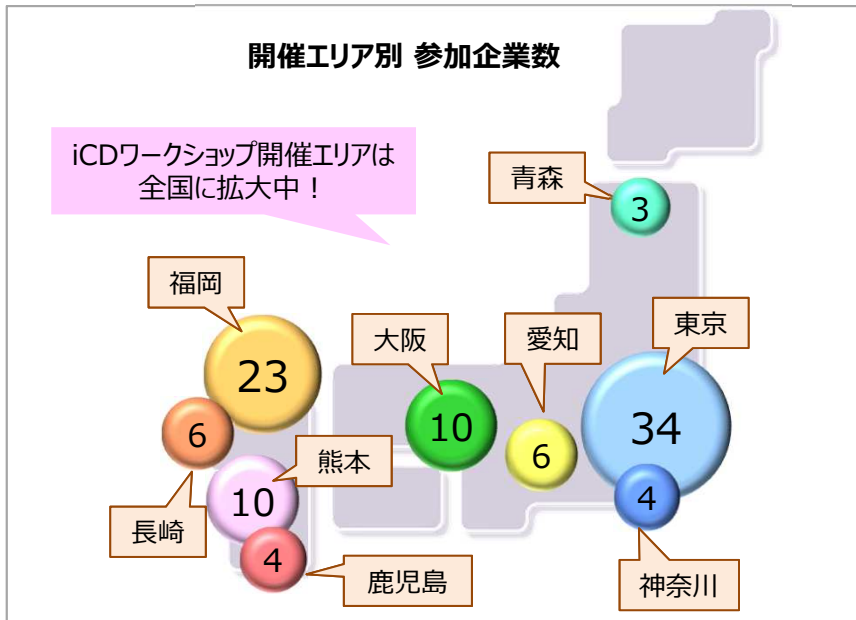 開催エリア別 参加企業数
iCDワークショップ開催エリアは
全国に拡大中！
青森
3
福岡
23
大阪
10
愛知
6
東京
34
6
長崎
熊本
10
4
神奈川
4
鹿児島